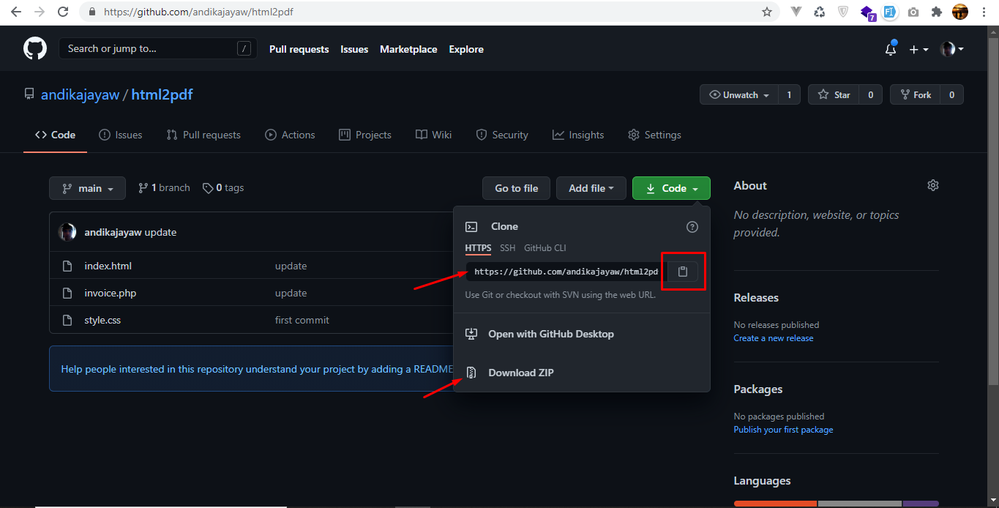 https://github.com/andikajayaw/html2pdf
7
Search or jump to... /
Pull requests Issues Marketplace Explore
andikajayaw / html2pdf
Unwatch 1 Star 0 Fork 0
Code Issues Pull requests Actions Projects Wiki Security Insights Settings
main 1 branch 0 tags Go to file Add file Code
andikajayaw update
index.html update
invoice.php update
style.css first commit
Help people interested in this repository understand your project by adding a README
Clone
HTTPS SSH GitHub CLI
https://github.com/andikajayaw/html2pd
Use Git or checkout with SVN using the web URL.
Open with GitHub Desktop
Download ZIP
About
No description, website, or topics
provided.
Releases
No releases published
Create a new release
Packages
No packages published
Publish your first package
Languages